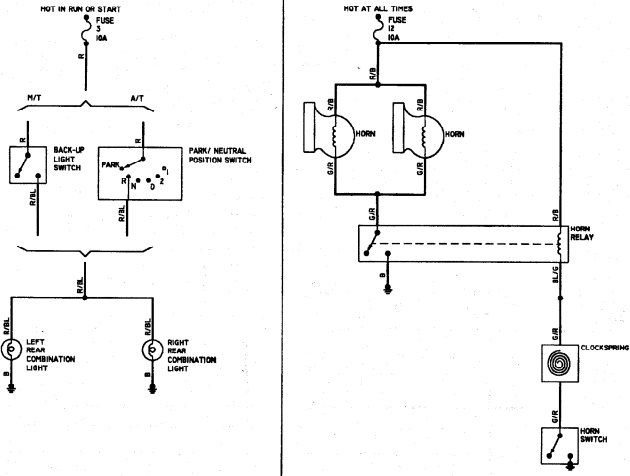 HOT IN RUN OR START
FUSE
3
10A
R
M/T
A/T
R
R
BACK-UP
LIGHT
SWITCH
PARK/ NEUTRAL
POSITION SWITCH
PARK
R
N
D
2
1
R/BL
R/BL
R/BL
R/BL
R/BL
LEFT
REAR
COMBINATION
LIGHT
RIGHT
REAR
COMBINATION
LIGHT
B
B
HOT AT ALL TIMES
FUSE
12
10A
R/B
R/B
R/B
HORN
HORN
G/R
G/R
G/R
R/B
HORN
RELAY
B
BL/G
G/R
CLOCKSPRING
G/R
HORN
SWITCH